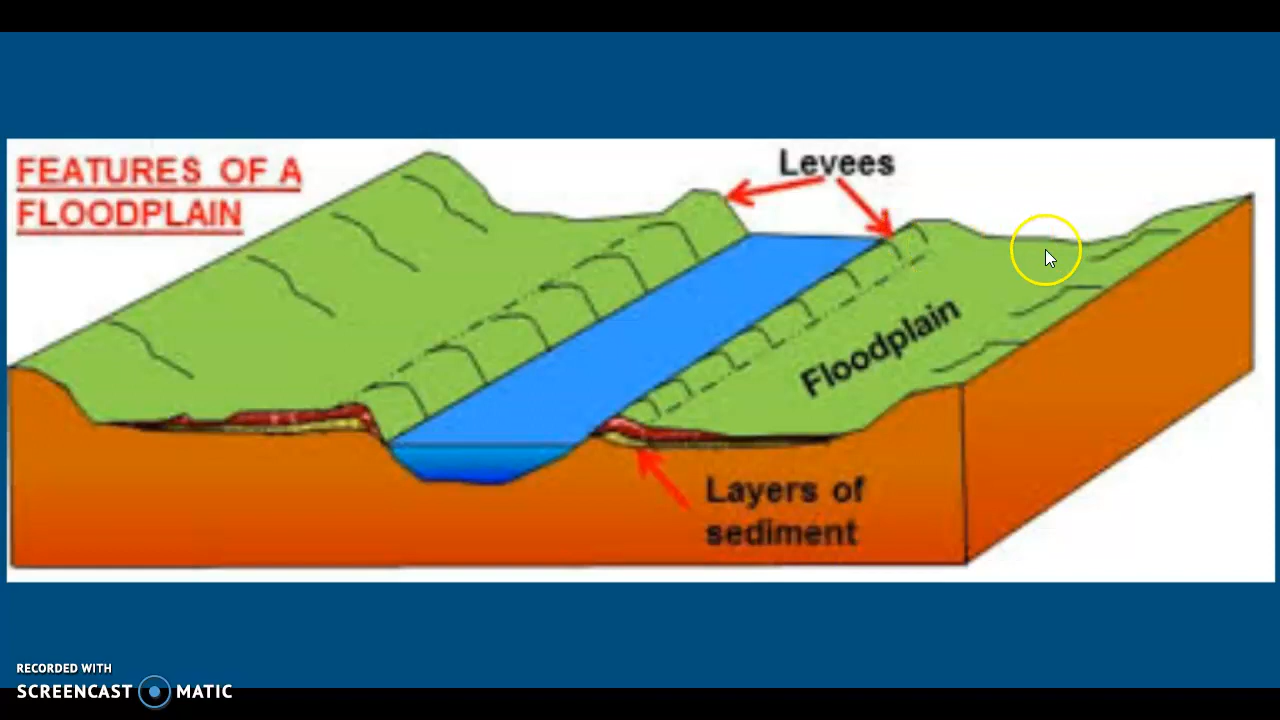 FEATURES OF A
FLOODPLAIN
Levees
Floodplain
Layers of
sediment
RECORDED WITH
SCREENCAST MATIC